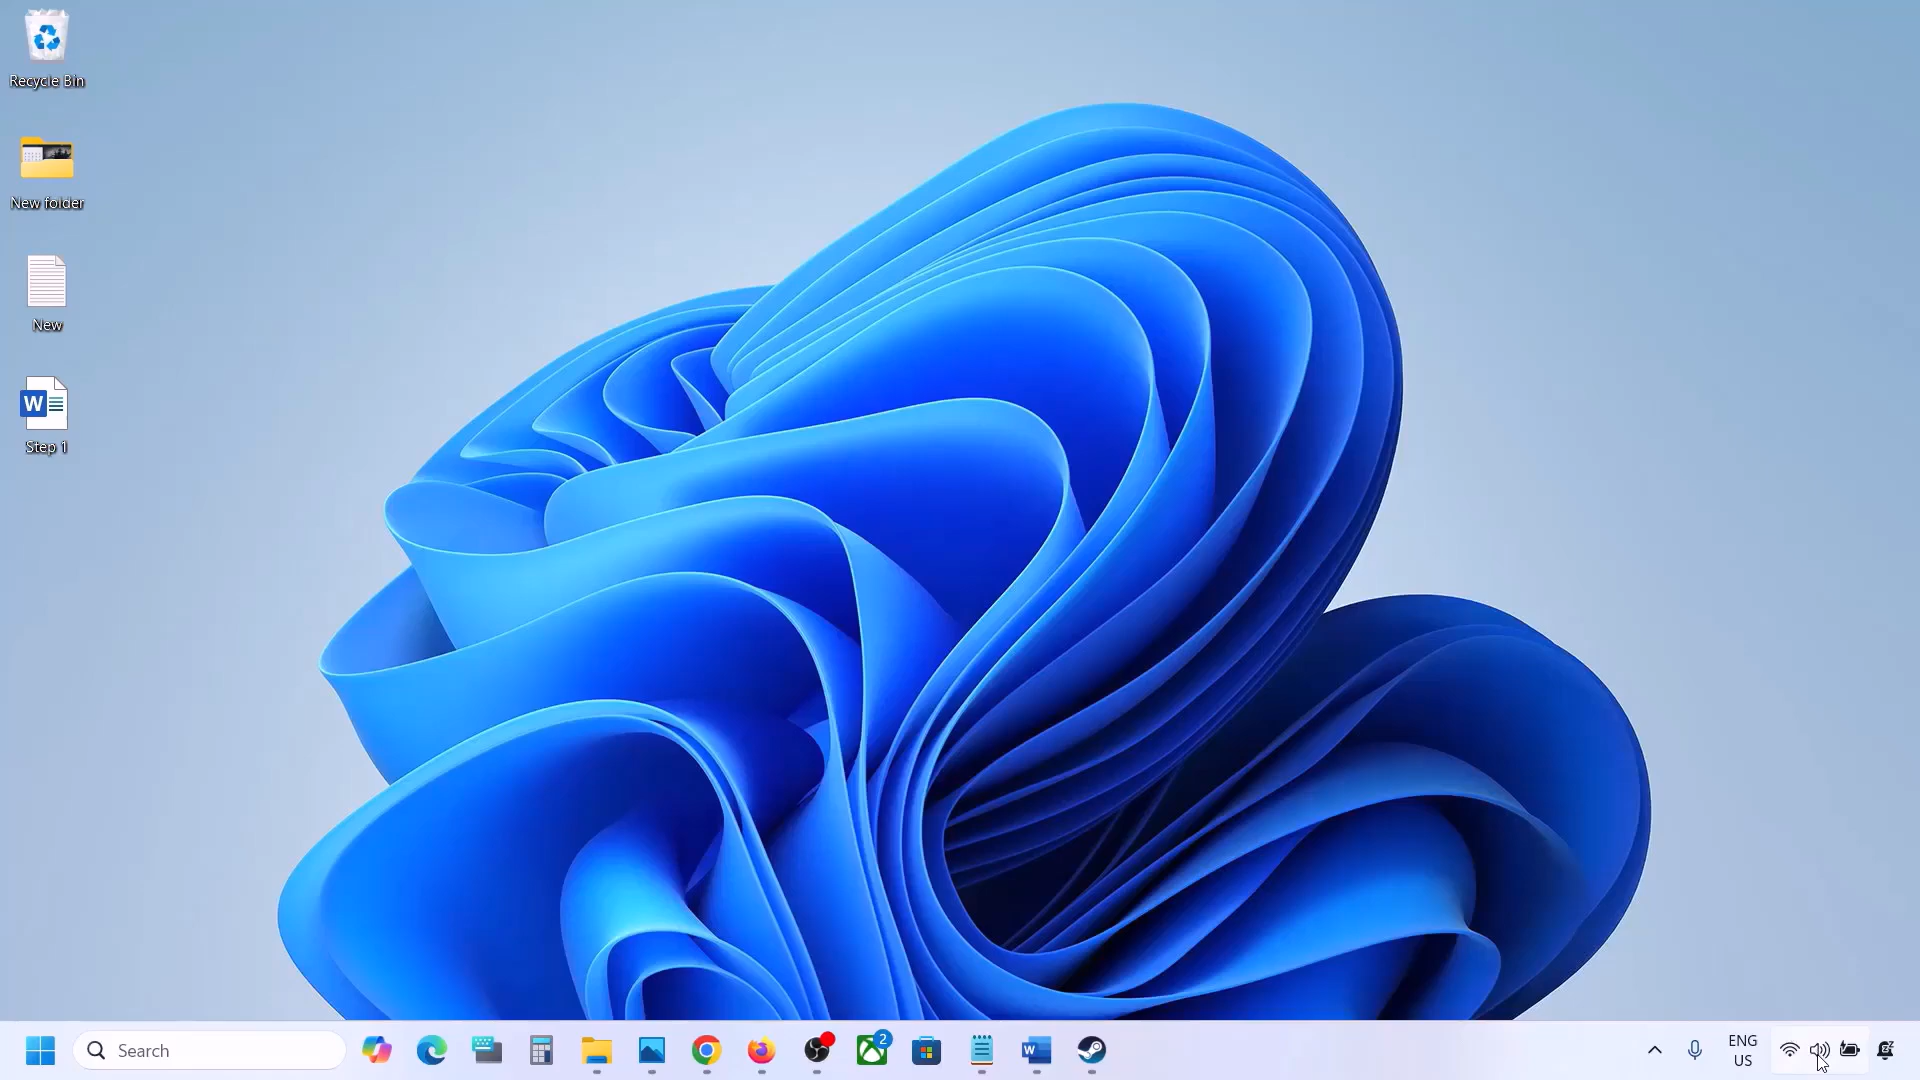 Recycle Bin
New folder
New
W
Step 1
Search
2
W
ENG
US